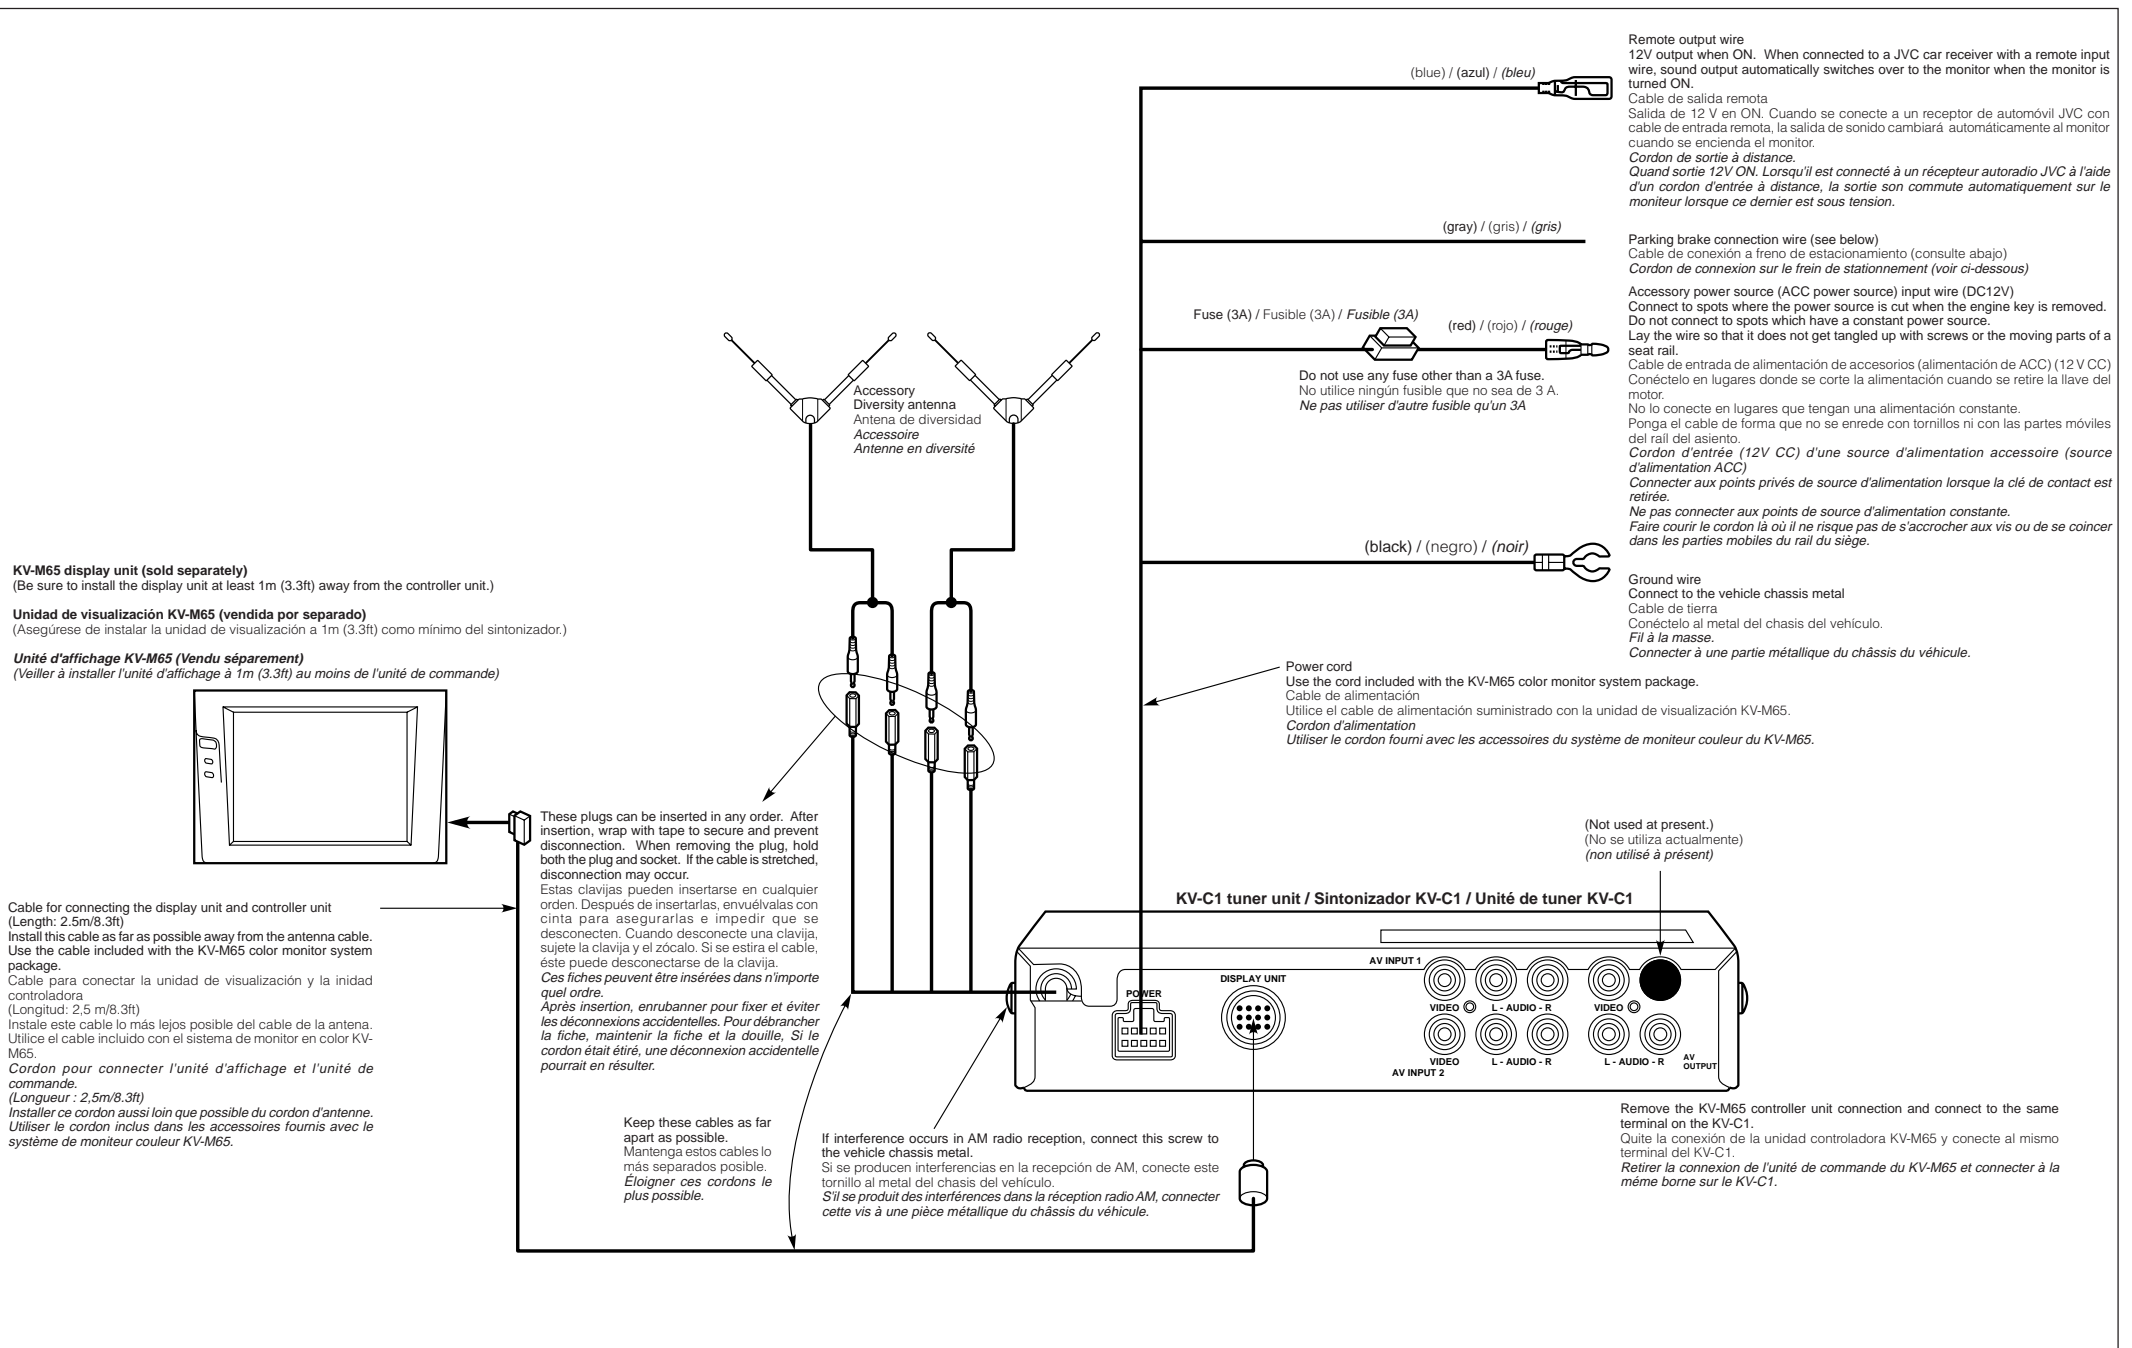 (blue) / (azul) / (bleu)
Remote output wire
12V output when ON. When connected to a JVC car receiver with a remote input
wire, sound output automatically switches over to the monitor when the monitor is
turned ON.
Cable de salida remota
Salida de 12 V en ON. Cuando se conecte a un receptor de automóvil JVC con
cable de entrada remota, la salida de sonido cambiará automáticamente al monitor
cuando se encienda el monitor.
Cordon de sortie à distance.
Quand sortie 12V ON. Lorsqu'il est connecté à un récepteur autoradio JVC à l'aide
d'un cordon d'entrée à distance, la sortie son commute automatiquement sur le
moniteur lorsque ce dernier est sous tension.
(gray) / (gris) / (gris)
Parking brake connection wire (see below)
Cable de conexión a freno de estacionamiento (consulte abajo)
Cordon de connexion sur le frein de stationnement (voir ci-dessous)
Fuse (3A) / Fusible (3A) / Fusible (3A)
(red) / (rojo) / (rouge)
Do not use any fuse other than a 3A fuse.
No utilice ningún fusible que no sea de 3 A.
Ne pas utiliser d'autre fusible qu'un 3A
Accessory power source (ACC power source) input wire (DC12V)
Connect to spots where the power source is cut when the engine key is removed.
Do not connect to spots which have a constant power source.
Lay the wire so that it does not get tangled up with screws or the moving parts of a
seat rail.
Cable de entrada de alimentación de accesorios (alimentación de ACC) (12 V CC)
Conéctelo en lugares donde se corte la alimentación cuando se retire la llave del
motor.
No lo conecte en lugares que tengan una alimentación constante.
Ponga el cable de forma que no se enrede con tornillos ni con las partes móviles
del raíl del asiento.
Cordon d'entrée (12V CC) d'une source d'alimentation accessoire (source
d'alimentation ACC)
Connecter aux points privés de source d'alimentation lorsque la clé de contact est
retirée.
Ne pas connecter aux points de source d'alimentation constante.
Faire courir le cordon là où il ne risque pas de s'accrocher aux vis ou de se coincer
dans les parties mobiles du rail du siège.
Accessory
Diversity antenna
Antena de diversidad
Accessoire
Antenne en diversité
(black) / (negro) / (noir)
Ground wire
Connect to the vehicle chassis metal
Cable de tierra
Conéctelo al metal del chasis del vehículo.
Fil à la masse.
Connecter à une partie métallique du châssis du véhicule.
KV-M65 display unit (sold separately)
(Be sure to install the display unit at least 1m (3.3ft) away from the controller unit.)
Unidad de visualización KV-M65 (vendida por separado)
(Asegúrese de instalar la unidad de visualización a 1m (3.3ft) como mínimo del sintonizador.)
Unité d'affichage KV-M65 (Vendu séparement)
(Veiller à installer l'unité d'affichage à 1m (3.3ft) au moins de l'unité de commande)
Power cord
Use the cord included with the KV-M65 color monitor system package.
Cable de alimentación
Utilice el cable de alimentación suministrado con la unidad de visualización KV-M65.
Cordon d'alimentation
Utiliser le cordon fourni avec les accessoires du système de moniteur couleur du KV-M65.
These plugs can be inserted in any order. After
insertion, wrap with tape to secure and prevent
disconnection. When removing the plug, hold
both the plug and socket. If the cable is stretched,
disconnection may occur.
Estas clavijas pueden insertarse en cualquier
orden. Después de insertarlas, envuélvalas con
cinta para asegurarlas e impedir que se
desconecten. Cuando desconecte una clavija,
sujete la clavija y el zócalo. Si se estira el cable,
éste puede desconectarse de la clavija.
Ces fiches peuvent être insérées dans n'importe
quel ordre.
Après insertion, enrubanner pour fixer et éviter
les déconnexions accidentelles. Pour débrancher
la fiche, maintenir la fiche et la douille, Si le
cordon était étiré, une déconnexion accidentelle
pourrait en résulter.
Cable for connecting the display unit and controller unit
(Length: 2.5m/8.3ft)
Install this cable as far as possible away from the antenna cable.
Use the cable included with the KV-M65 color monitor system
package.
Cable para conectar la unidad de visualización y la inidad
controladora
(Longitud: 2,5 m/8.3ft)
Instale este cable lo más lejos posible del cable de la antena.
Utilice el cable incluido con el sistema de monitor en color KV-
M65.
Cordon pour connecter l'unité d'affichage et l'unité de
commande.
(Longueur : 2,5m/8.3ft)
Installer ce cordon aussi loin que possible du cordon d'antenne.
Utiliser le cordon inclus dans les accessoires fournis avec le
système de moniteur couleur KV-M65.
(Not used at present.)
(No se utiliza actualmente)
(non utilisé à présent)
KV-C1 tuner unit / Sintonizador KV-C1 / Unité de tuner KV-C1
AV INPUT 1
DISPLAY UNIT
POWER
VIDEO
L - AUDIO - R
VIDEO
VIDEO
L - AUDIO - R
L - AUDIO - R
AV
OUTPUT
AV INPUT 2
Keep these cables as far
apart as possible.
Mantenga estos cables lo
más separados posible.
Éloigner ces cordons le
plus possible.
If interference occurs in AM radio reception, connect this screw to
the vehicle chassis metal.
Si se producen interferencias en la recepción de AM, conecte este
tornillo al metal del chasis del vehículo.
S'il se produit des interférences dans la réception radio AM, connecter
cette vis à une pièce métallique du châssis du véhicule.
Remove the KV-M65 controller unit connection and connect to the same
terminal on the KV-C1.
Quite la conexión de la unidad controladora KV-M65 y conecte al mismo
terminal del KV-C1.
Retirer la connexion de l'unité de commande du KV-M65 et connecter à la
méme borne sur le KV-C1.